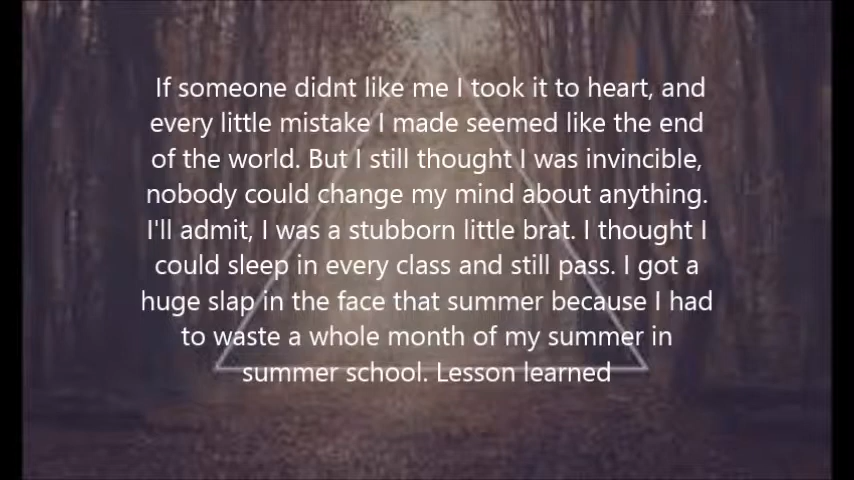 If someone didnt like me I took it to heart, and
every little mistake I made seemed like the end
of the world. But I still thought I was invincible,
nobody could change my mind about anything.
I'll admit, I was a stubborn little brat. I thought I
could sleep in every class and still pass. I got a
huge slap in the face that summer because I had
to waste a whole month of my summer in
summer school. Lesson learned